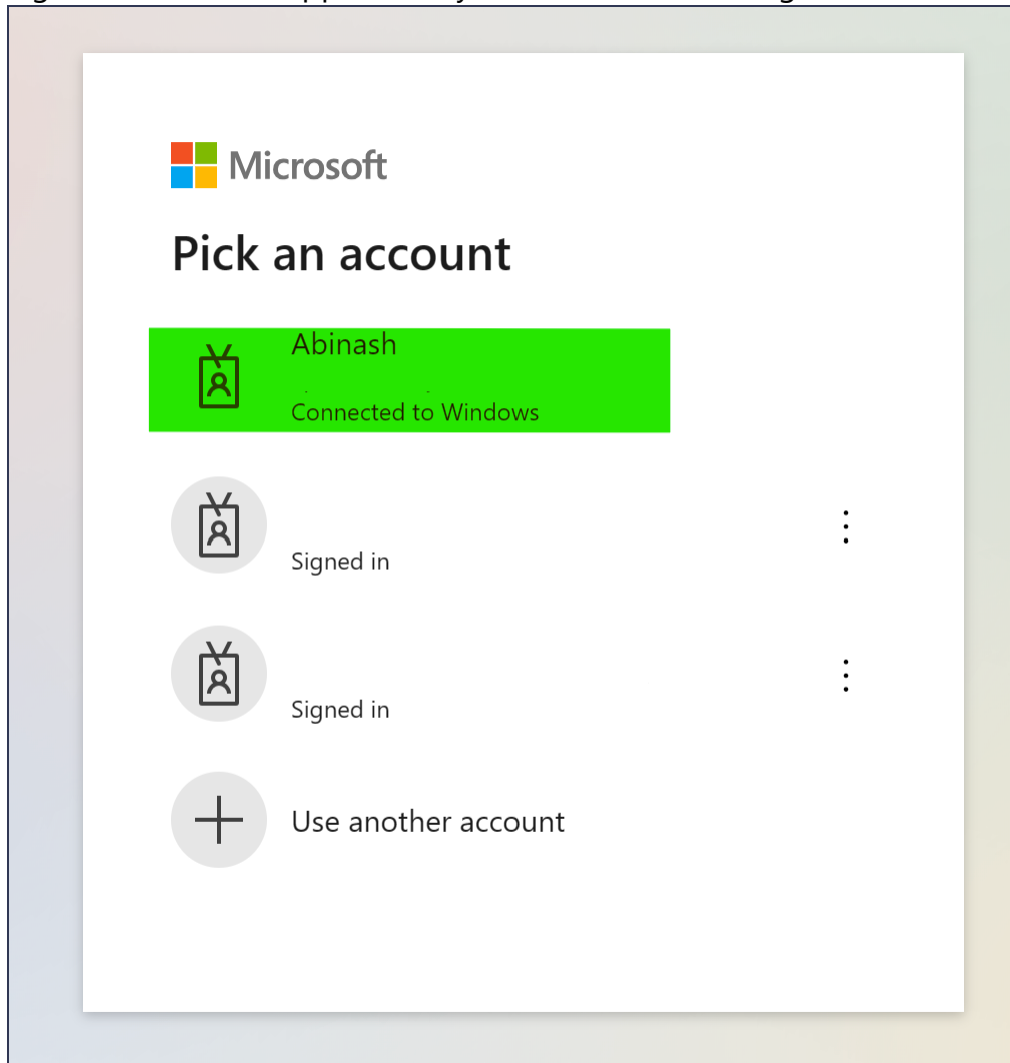 Microsoft
Pick an account
Abinash
Connected to Windows
Signed in
Signed in
Use another account